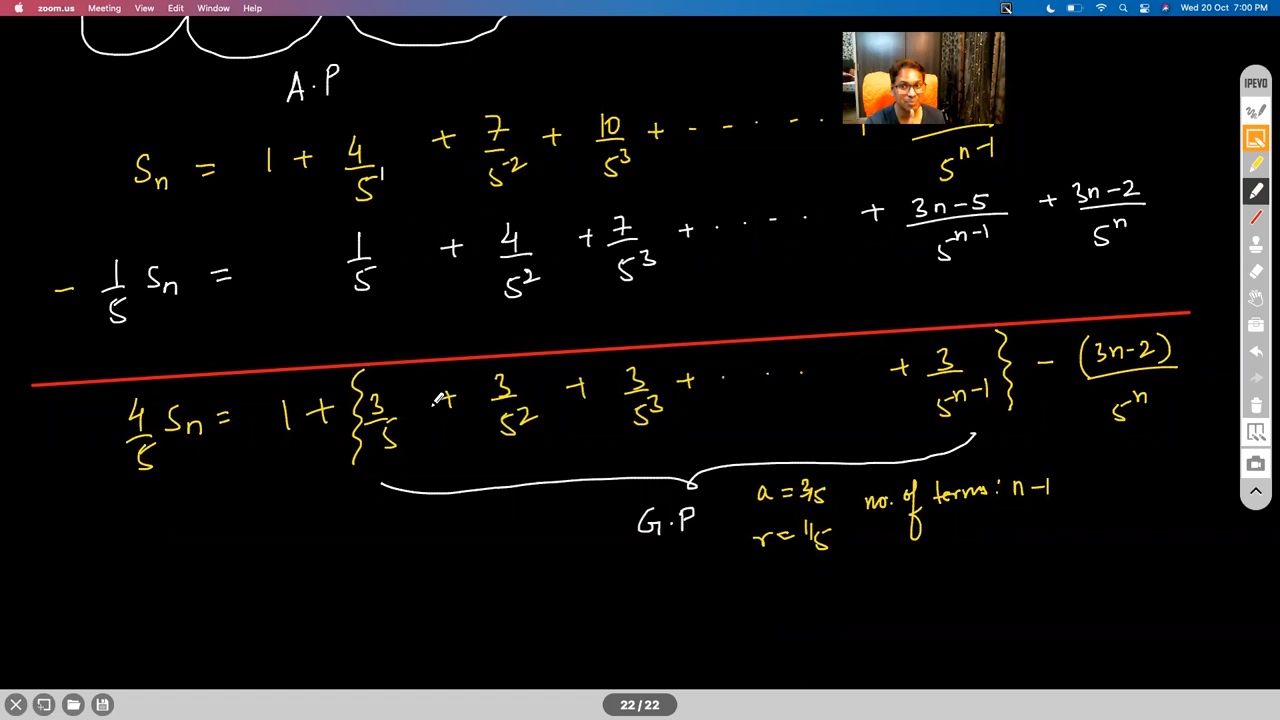 zoom.us Meeting View Edit Window Help Wed 20 Oct 7:00 PM
IPEVO
A.P
Sn = 1 + 4/5^1 + 7/5^2 + 10/5^3 + - - . . . /5^(n-1)
- 1/5 Sn = 1/5 + 4/5^2 + 7/5^3 + . . - - . + (3n-5)/5^(n-1) + (3n-2)/5^n
4/5 Sn = 1 + { 3/5 + 3/5^2 + 3/5^3 + . . . . + 3/5^(n-1) } - (3n-2)/5^n
G.P
a = 3/5 no. of terms: n-1
r = 1/5
22/22